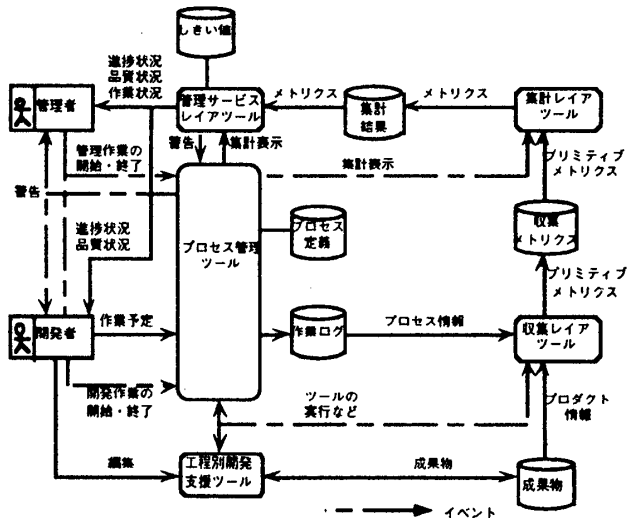 しきい値
進捗状況
品質状況
作業状況
管理者
管理サービス
レイアツール
メトリクス
集計
結果
メトリクス
集計レイア
ツール
警告
集計表示
管理作業の
開始・終了
集計表示
プリミティブ
メトリクス
警告
進捗状況
品質状況
プロセス管理
ツール
プロセス
定義
収集
メトリクス
プリミティブ
メトリクス
開発者
作業予定
作業ログ
プロセス情報
収集レイア
ツール
開発作業の
開始・終了
ツールの
実行など
プロダクト
情報
編集
工程別開発
支援ツール
成果物
成果物
イベント